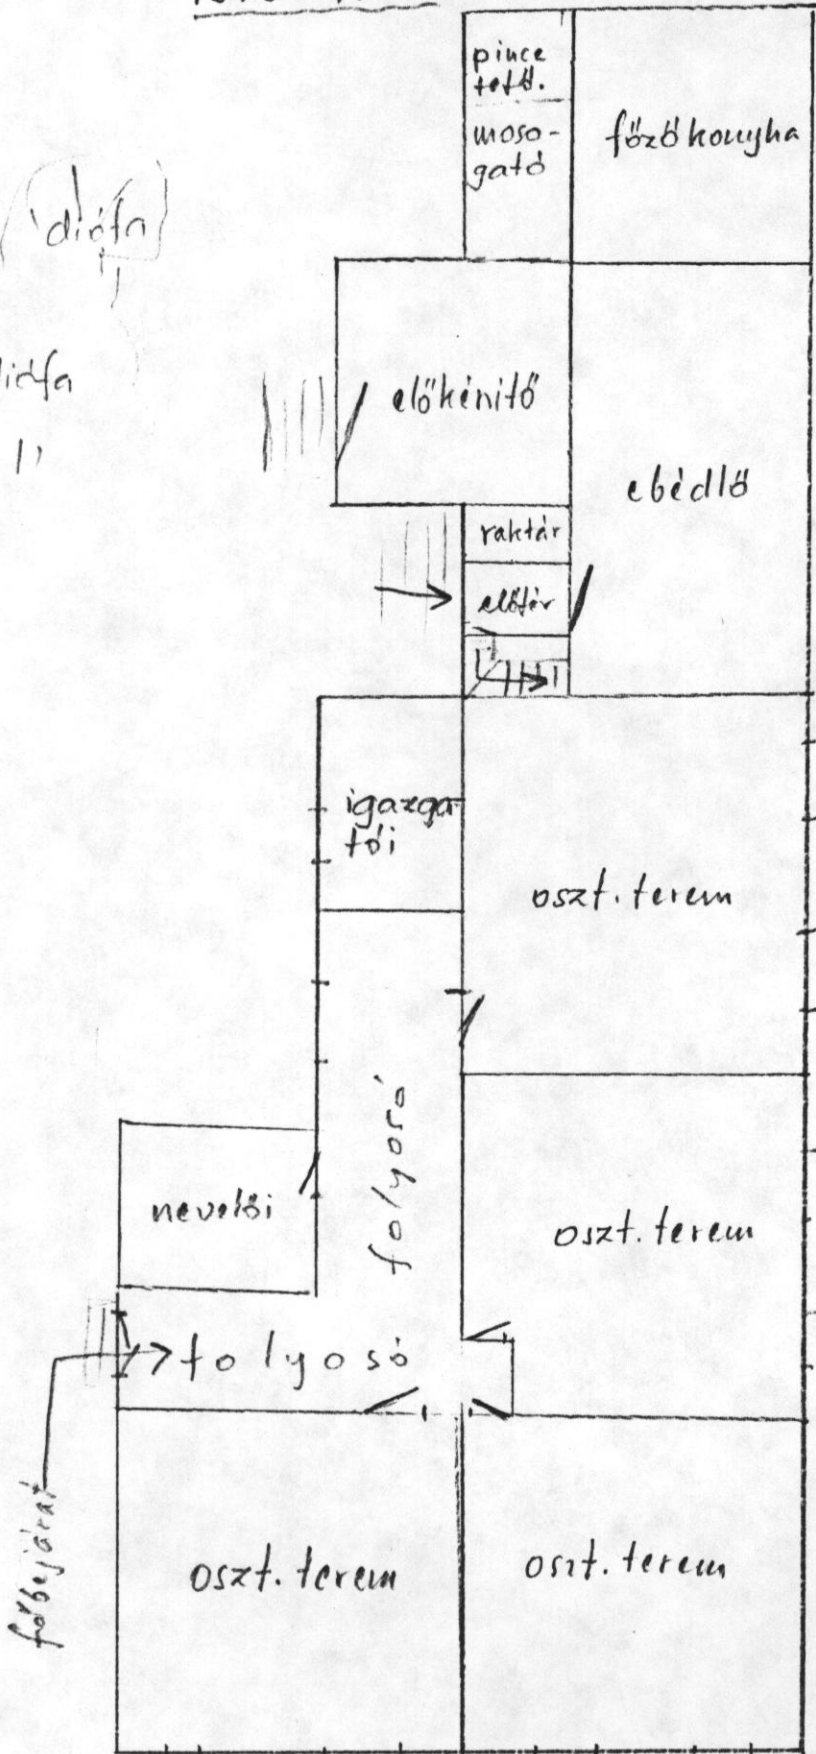 pince
tető.
moso-
gató
főzőkonyha
diófa
diófa
előkészítő
ebédlő
raktár
előtér
igazga-
tói
oszt. terem
folyosó
nevelői
oszt. terem
folyosó
főbejárat
oszt. terem
oszt. terem